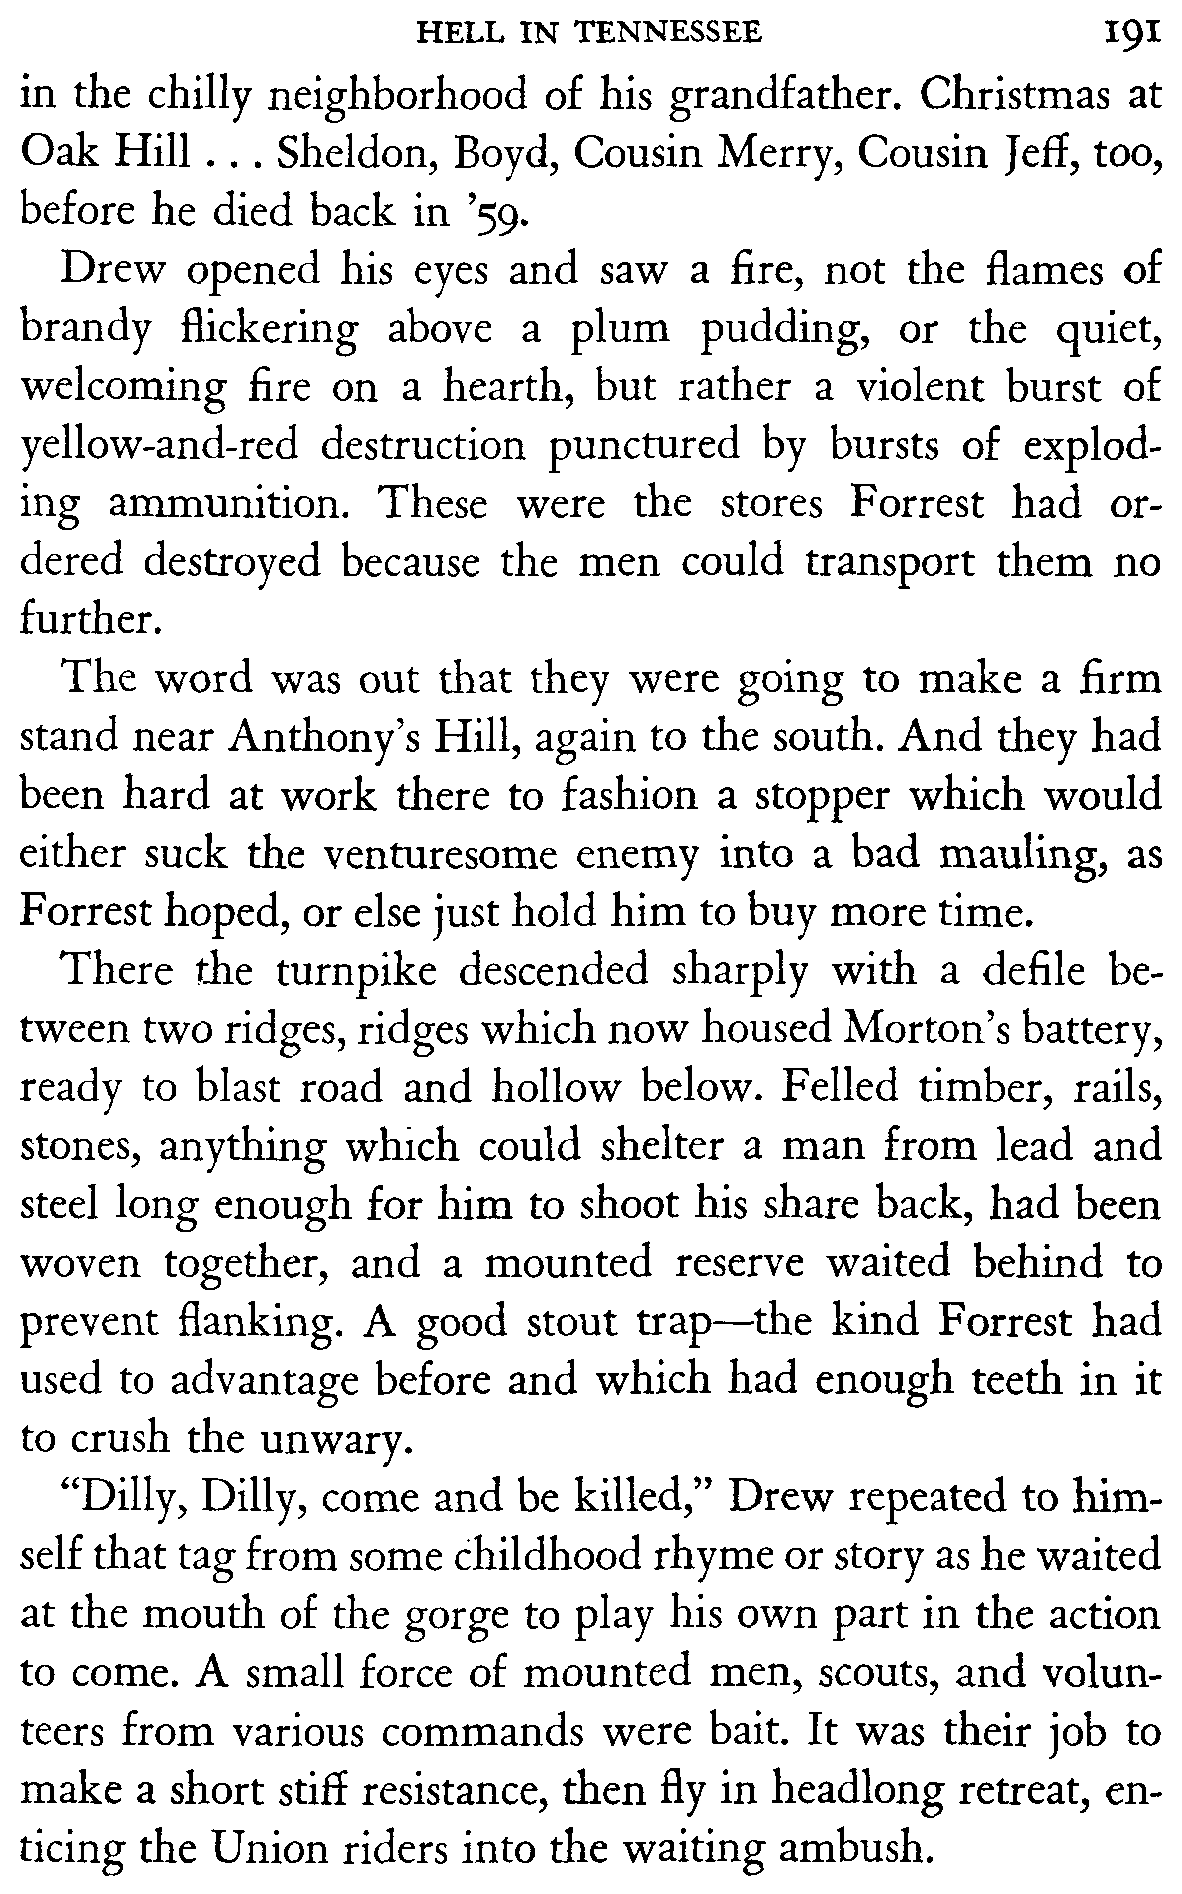 HELL IN TENNESSEE 191
in the chilly neighborhood of his grandfather. Christmas at
Oak Hill . . . Sheldon, Boyd, Cousin Merry, Cousin Jeff, too,
before he died back in ’59.
Drew opened his eyes and saw a fire, not the flames of
brandy flickering above a plum pudding, or the quiet,
welcoming fire on a hearth, but rather a violent burst of
yellow-and-red destruction punctured by bursts of explod-
ing ammunition. These were the stores Forrest had or-
dered destroyed because the men could transport them no
further.
The word was out that they were going to make a firm
stand near Anthony’s Hill, again to the south. And they had
been hard at work there to fashion a stopper which would
either suck the venturesome enemy into a bad mauling, as
Forrest hoped, or else just hold him to buy more time.
There the turnpike descended sharply with a defile be-
tween two ridges, ridges which now housed Morton’s battery,
ready to blast road and hollow below. Felled timber, rails,
stones, anything which could shelter a man from lead and
steel long enough for him to shoot his share back, had been
woven together, and a mounted reserve waited behind to
prevent flanking. A good stout trap—the kind Forrest had
used to advantage before and which had enough teeth in it
to crush the unwary.
“Dilly, Dilly, come and be killed,” Drew repeated to him-
self that tag from some childhood rhyme or story as he waited
at the mouth of the gorge to play his own part in the action
to come. A small force of mounted men, scouts, and volun-
teers from various commands were bait. It was their job to
make a short stiff resistance, then fly in headlong retreat, en-
ticing the Union riders into the waiting ambush.